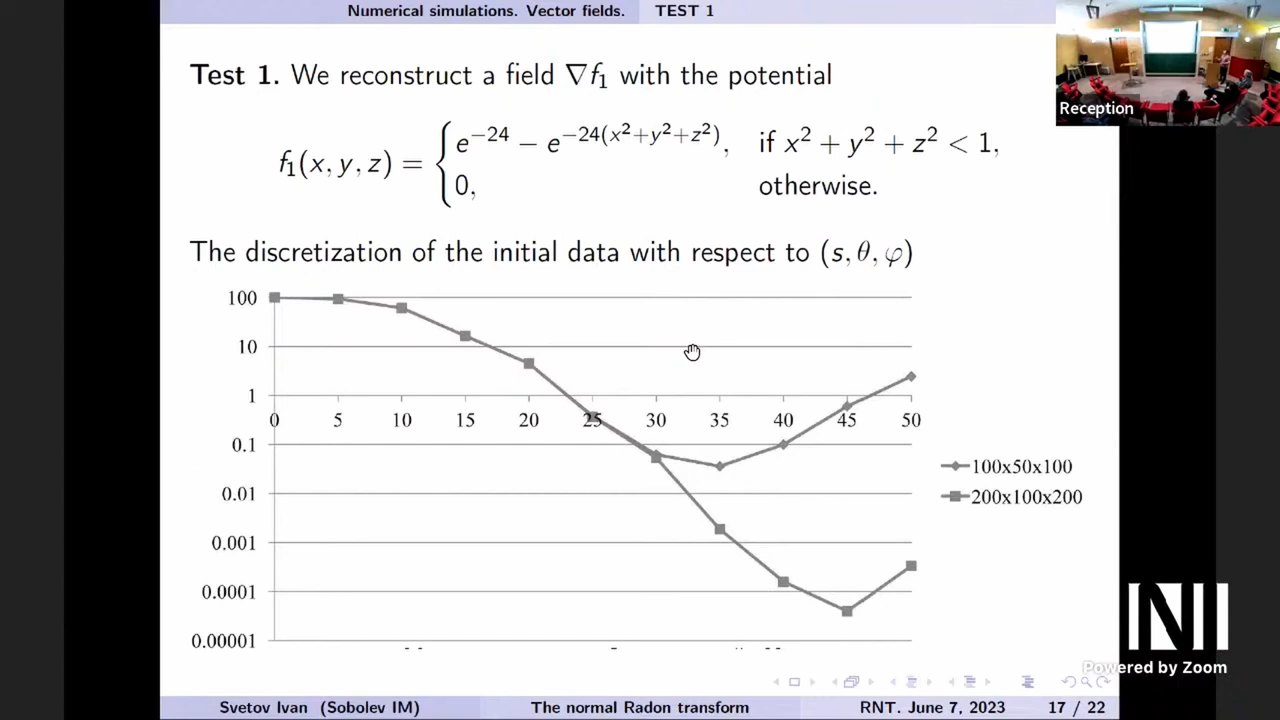 Numerical simulations. Vector fields. TEST 1
Reception
Test 1. We reconstruct a field ∇f₁ with the potential
f₁(x, y, z) = { e^{−24} − e^{−24(x²+y²+z²)}, if x² + y² + z² < 1,
0, otherwise.
The discretization of the initial data with respect to (s, θ, φ)
100
10
1
0 5 10 15 20 25 30 35 40 45 50
0.1
0.01
0.001
0.0001
0.00001
100x50x100
200x100x200
NI
Powered by Zoom
Svetov Ivan (Sobolev IM) The normal Radon transform RNT. June 7, 2023 17 / 22